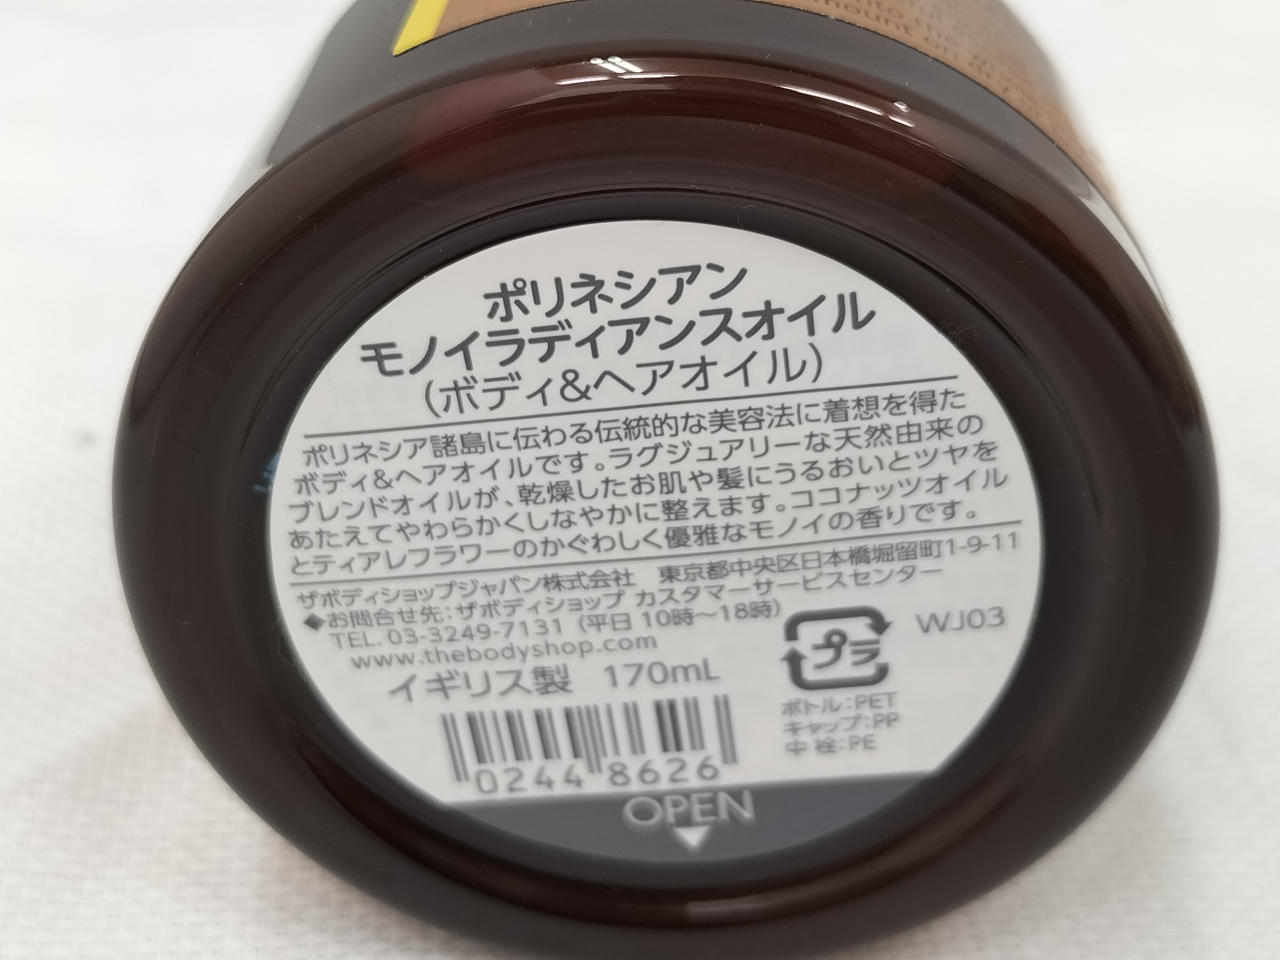 into the
amount on dry
ポリネシアン
モノイラディアンスオイル
（ボディ&ヘアオイル）
ポリネシア諸島に伝わる伝統的な美容法に着想を得た
ボディ&ヘアオイルです。ラグジュアリーな天然由来の
ブレンドオイルが、乾燥したお肌や髪にうるおいとツヤを
あたえてやわらかくしなやかに整えます。ココナッツオイル
とティアレフラワーのかぐわしく優雅なモノイの香りです。
ザボディショップジャパン株式会社　東京都中央区日本橋堀留町1-9-11
◆お問合せ先：ザボディショップ カスタマーサービスセンター
TEL. 03-3249-7131（平日 10時〜18時）
www.thebodyshop.com
イギリス製　170mL
プラ
WJ03
ボトル：PET
キャップ：PP
中 栓：PE
0244 8626
OPEN